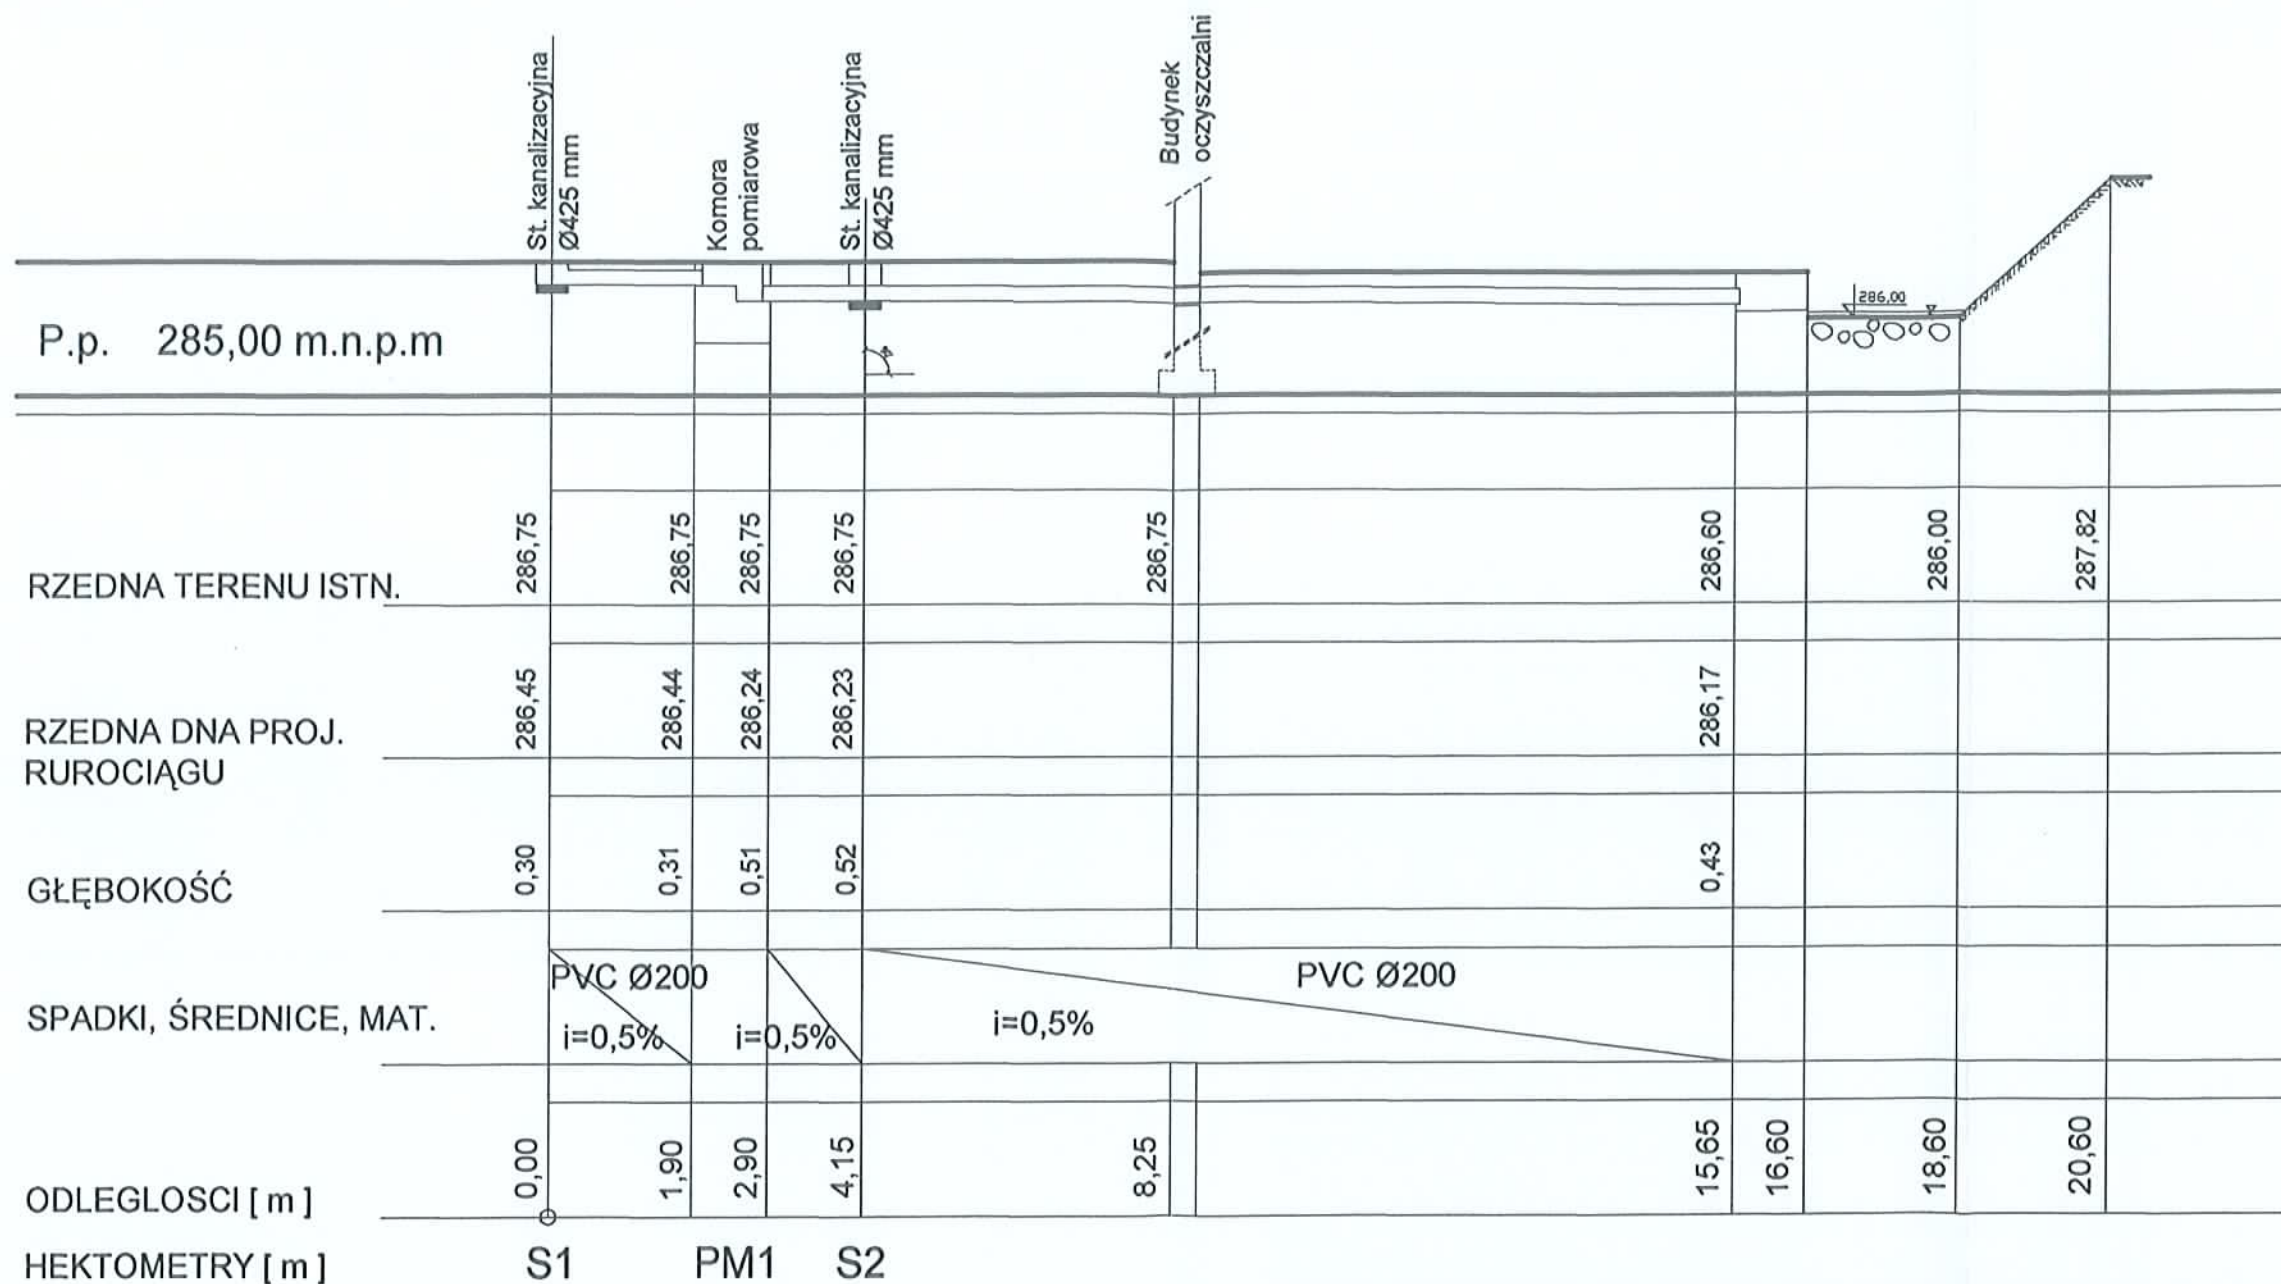 St. kanalizacyjna
Ø425 mm
Komora
pomiarowa
St. kanalizacyjna
Ø425 mm
Budynek
oczyszczalni
286,00
P.p. 285,00 m.n.p.m
RZEDNA TERENU ISTN.
286,75
286,75
286,75
286,75
286,75
286,60
286,00
287,82
RZEDNA DNA PROJ.
RUROCIĄGU
286,45
286,44
286,24
286,23
286,17
GŁĘBOKOŚĆ
0,30
0,31
0,51
0,52
0,43
SPADKI, ŚREDNICE, MAT.
PVC Ø200
i=0,5%
i=0,5%
PVC Ø200
i=0,5%
ODLEGLOSCI [ m ]
0,00
1,90
2,90
4,15
8,25
15,65
16,60
18,60
20,60
HEKTOMETRY [ m ]
S1
PM1
S2